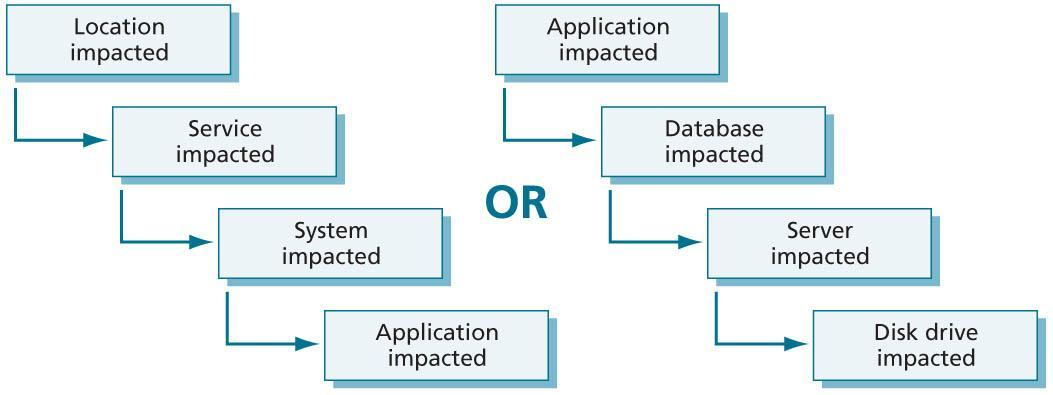 Location
impacted
Service
impacted
System
impacted
Application
impacted
OR
Application
impacted
Database
impacted
Server
impacted
Disk drive
impacted